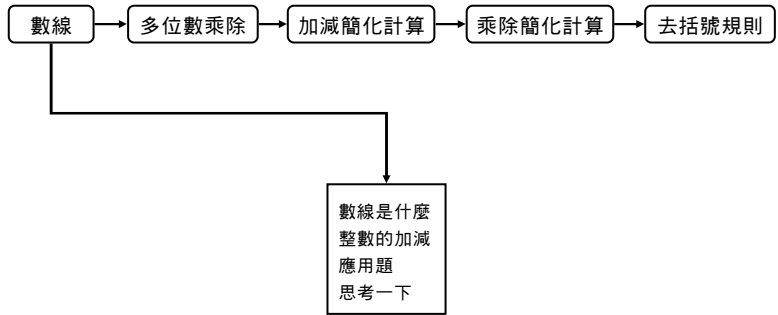 數線
多位數乘除
加減簡化計算
乘除簡化計算
去括號規則
數線是什麼
整數的加減
應用題
思考一下